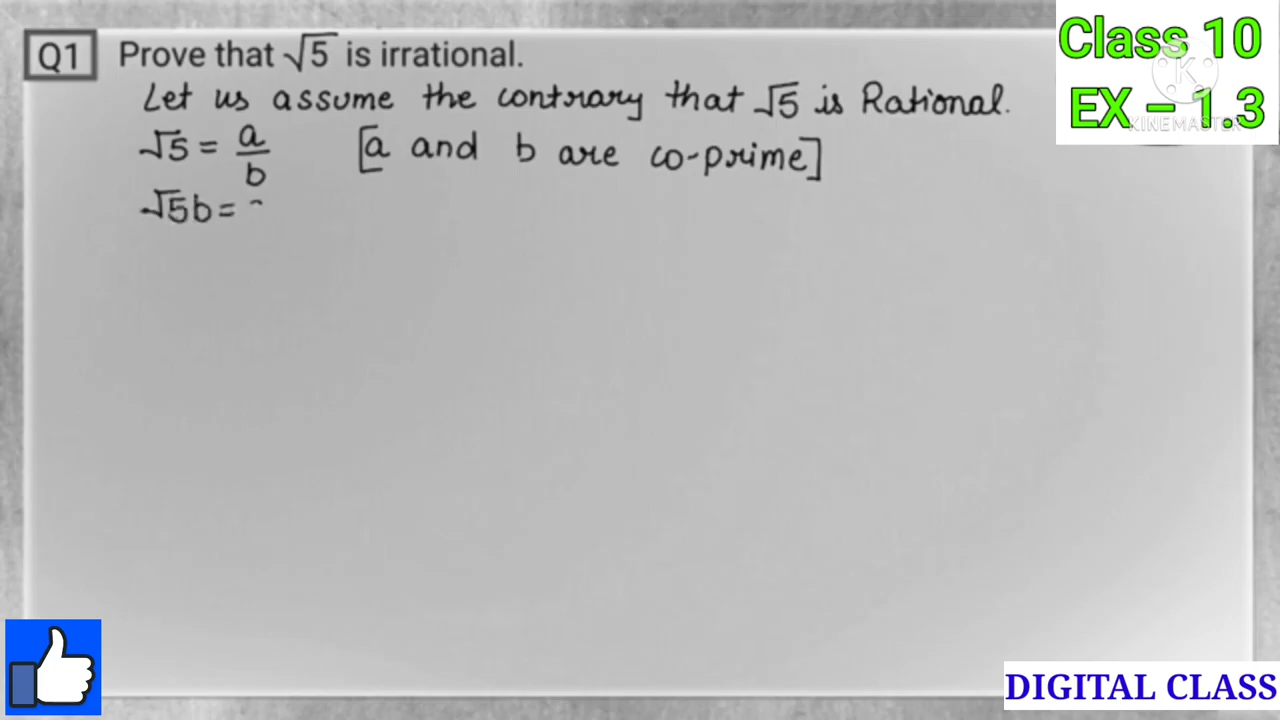 Q1 Prove that √5 is irrational.
Let us assume the contrary that √5 is Rational.
√5 = a/b [a and b are co-prime]
√5b =
Class 10
EX – 1.3
KINEMASTER
DIGITAL CLASS